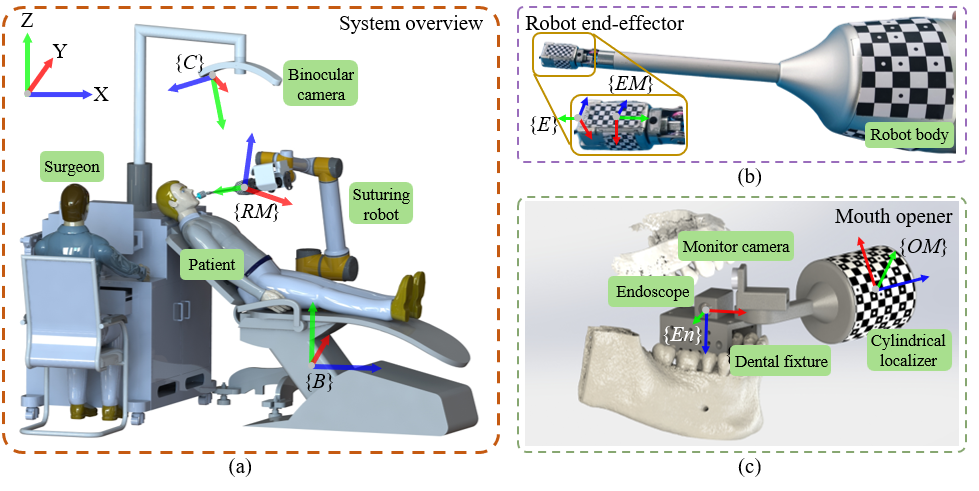 System overview
Z
Y
X
{C}
Binocular
camera
Surgeon
{RM}
Suturing
robot
Patient
{B}
(a)
Robot end-effector
{EM}
{E}
Robot body
(b)
Mouth opener
Monitor camera
{OM}
Endoscope
{En}
Dental fixture
Cylindrical
localizer
(c)